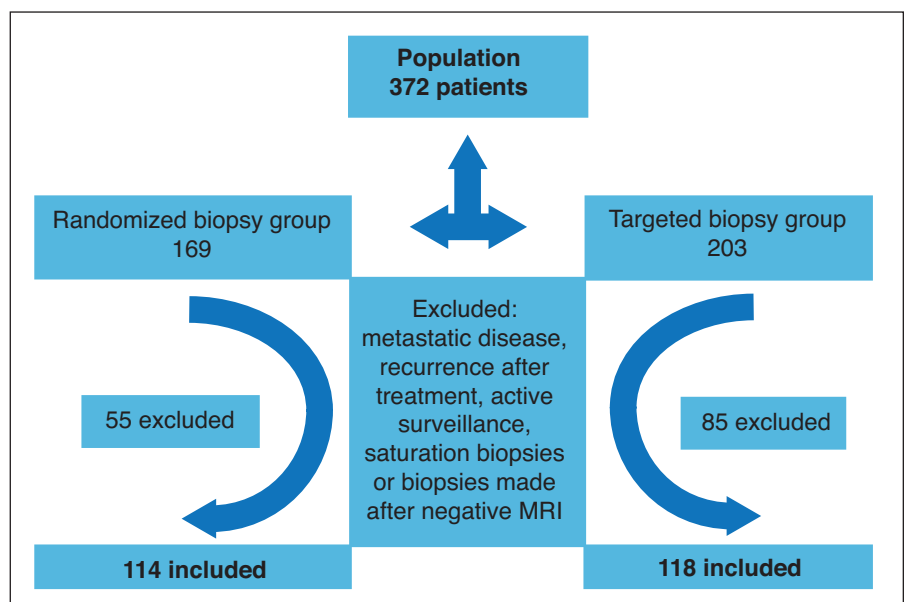 Population
372 patients
Randomized biopsy group
169
Targeted biopsy group
203
Excluded:
metastatic disease,
recurrence after
treatment, active
surveillance,
saturation biopsies
or biopsies made
after negative MRI
55 excluded
85 excluded
114 included
118 included